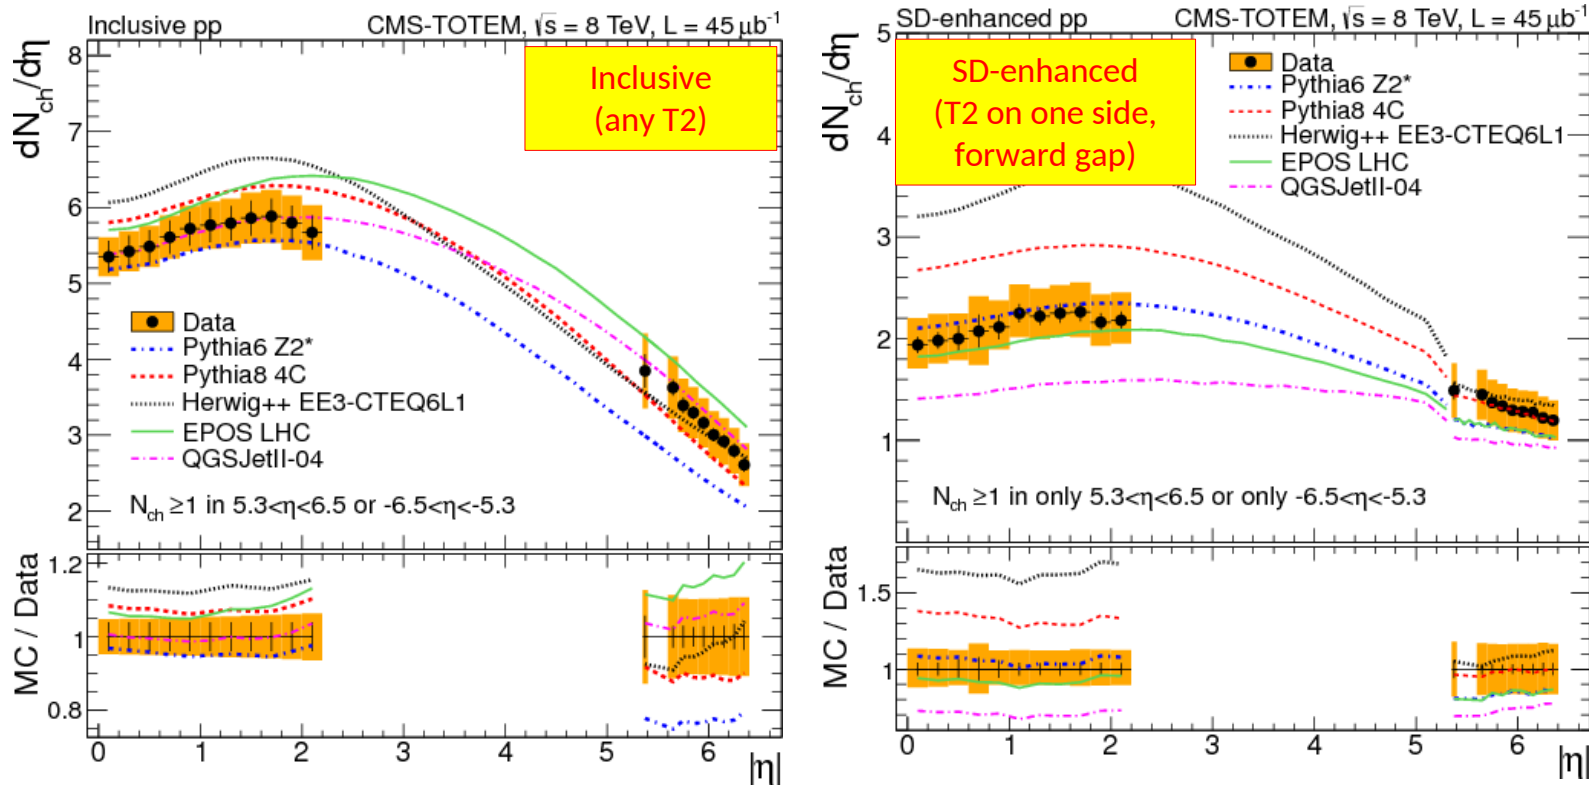 Inclusive pp
CMS-TOTEM, √s = 8 TeV, L = 45 μb⁻¹
dN_ch/dη
Inclusive
(any T2)
8
7
6
5
4
3
2
Data
Pythia6 Z2*
Pythia8 4C
Herwig++ EE3-CTEQ6L1
EPOS LHC
QGSJetII-04
N_ch ≥1 in 5.3<η<6.5 or -6.5<η<-5.3
MC / Data
1.2
1
0.8
0 1 2 3 4 5 6
|η|
SD-enhanced pp
CMS-TOTEM, √s = 8 TeV, L = 45 μb⁻¹
dN_ch/dη
SD-enhanced
(T2 on one side,
forward gap)
5
4
3
2
1
Data
Pythia6 Z2*
Pythia8 4C
Herwig++ EE3-CTEQ6L1
EPOS LHC
QGSJetII-04
N_ch ≥1 in only 5.3<η<6.5 or only -6.5<η<-5.3
MC / Data
1.5
1
0 1 2 3 4 5 6
|η|